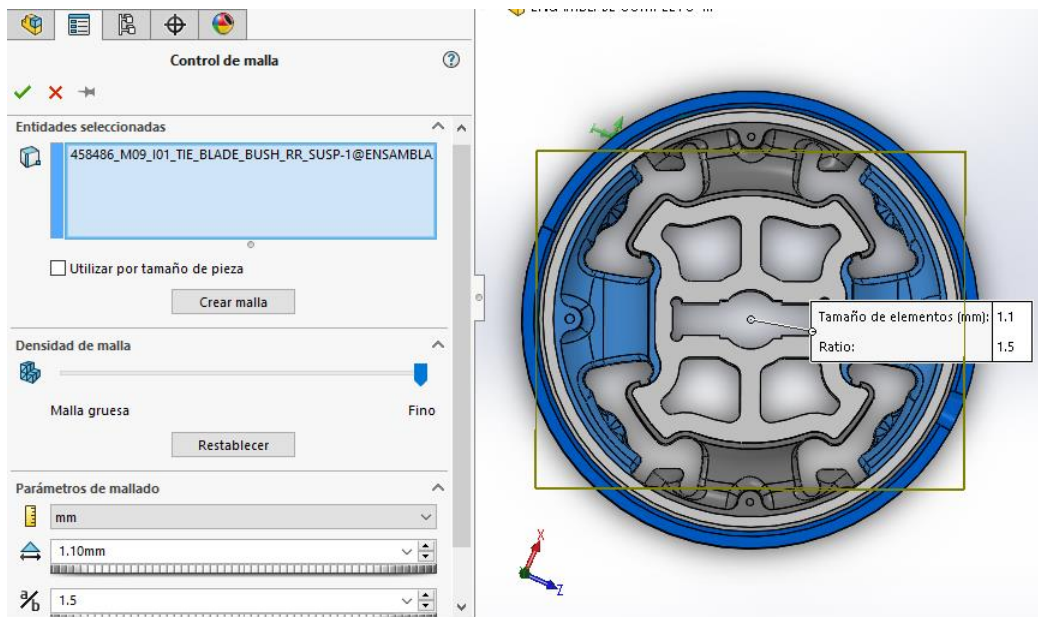 Control de malla
Entidades seleccionadas
458486_M09_I01_TIE_BLADE_BUSH_RR_SUSP-1@ENSAMBLA
Utilizar por tamaño de pieza
Crear malla
Densidad de malla
Malla gruesa
Fino
Restablecer
Parámetros de mallado
mm
1.10mm
a/b
1.5
Tamaño de elementos (mm): 1.1
Ratio: 1.5
X
Z